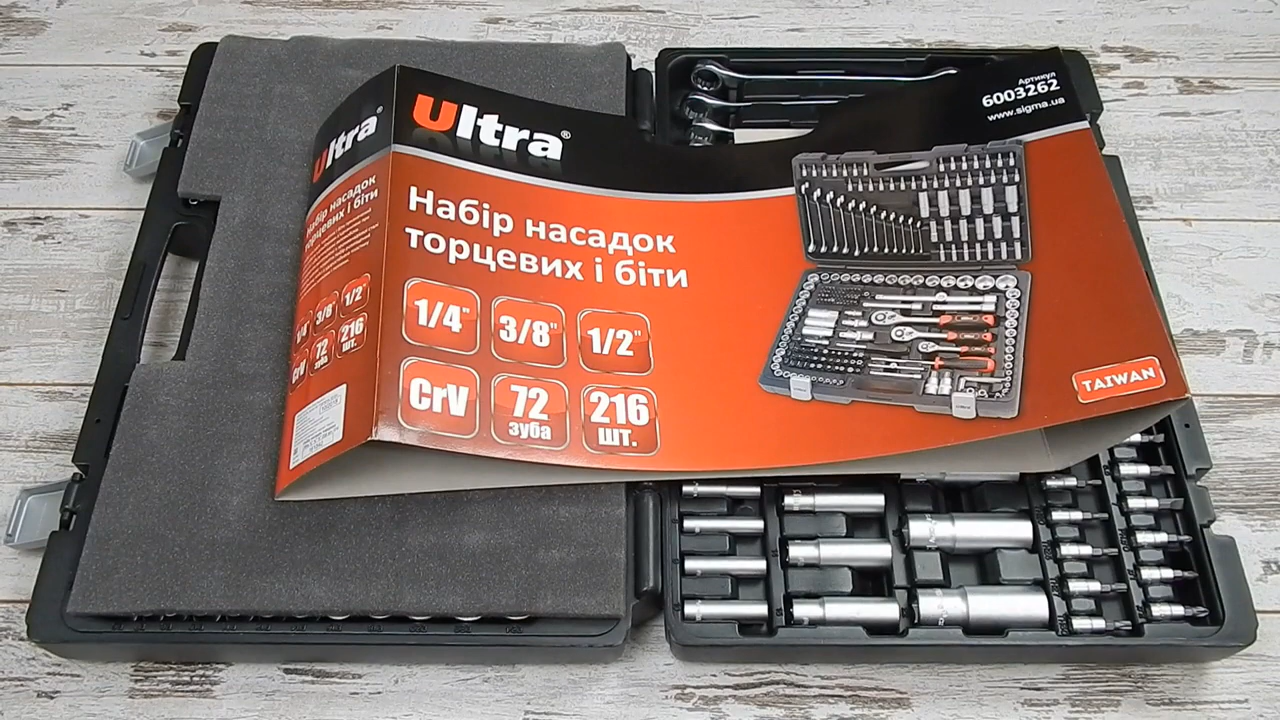 Ultra®
Набір насадок
торцевих і біти
1/4"
3/8"
1/2"
CrV
72
зуба
216
шт.
Артикул
6003262
www.sigma.ua
TAIWAN
Ultra®
Набір насадок
торцевих і біти
1/4"
3/8"
1/2"
CrV
72
зуба
216
шт.